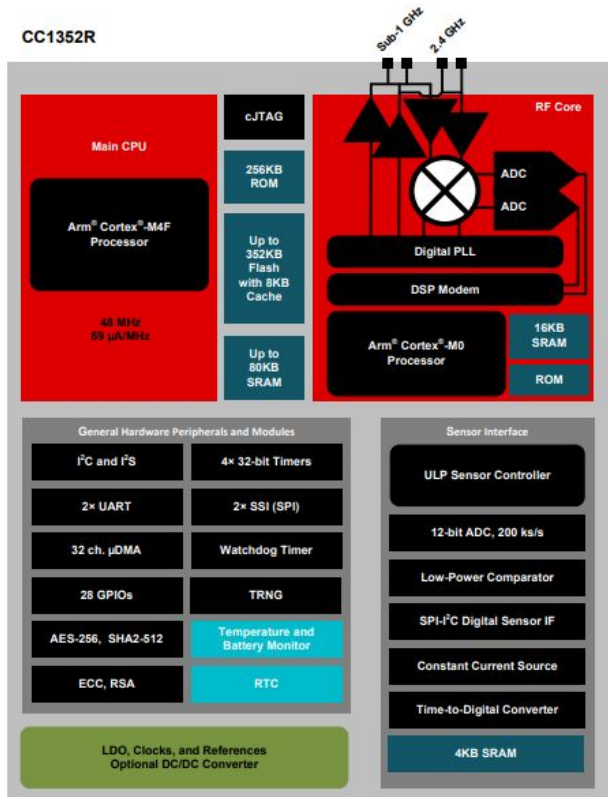 CC1352R
Sub-1 GHz
2.4 GHz
Main CPU
Arm® Cortex®-M4F
Processor
48 MHz
59 µA/MHz
cJTAG
256KB
ROM
Up to
352KB
Flash
with 8KB
Cache
Up to
80KB
SRAM
RF Core
ADC
ADC
Digital PLL
DSP Modem
Arm® Cortex®-M0
Processor
16KB
SRAM
ROM
General Hardware Peripherals and Modules
I²C and I²S
4× 32-bit Timers
2× UART
2× SSI (SPI)
32 ch. µDMA
Watchdog Timer
28 GPIOs
TRNG
AES-256, SHA2-512
Temperature and
Battery Monitor
ECC, RSA
RTC
LDO, Clocks, and References
Optional DC/DC Converter
Sensor Interface
ULP Sensor Controller
12-bit ADC, 200 ks/s
Low-Power Comparator
SPI-I²C Digital Sensor IF
Constant Current Source
Time-to-Digital Converter
4KB SRAM